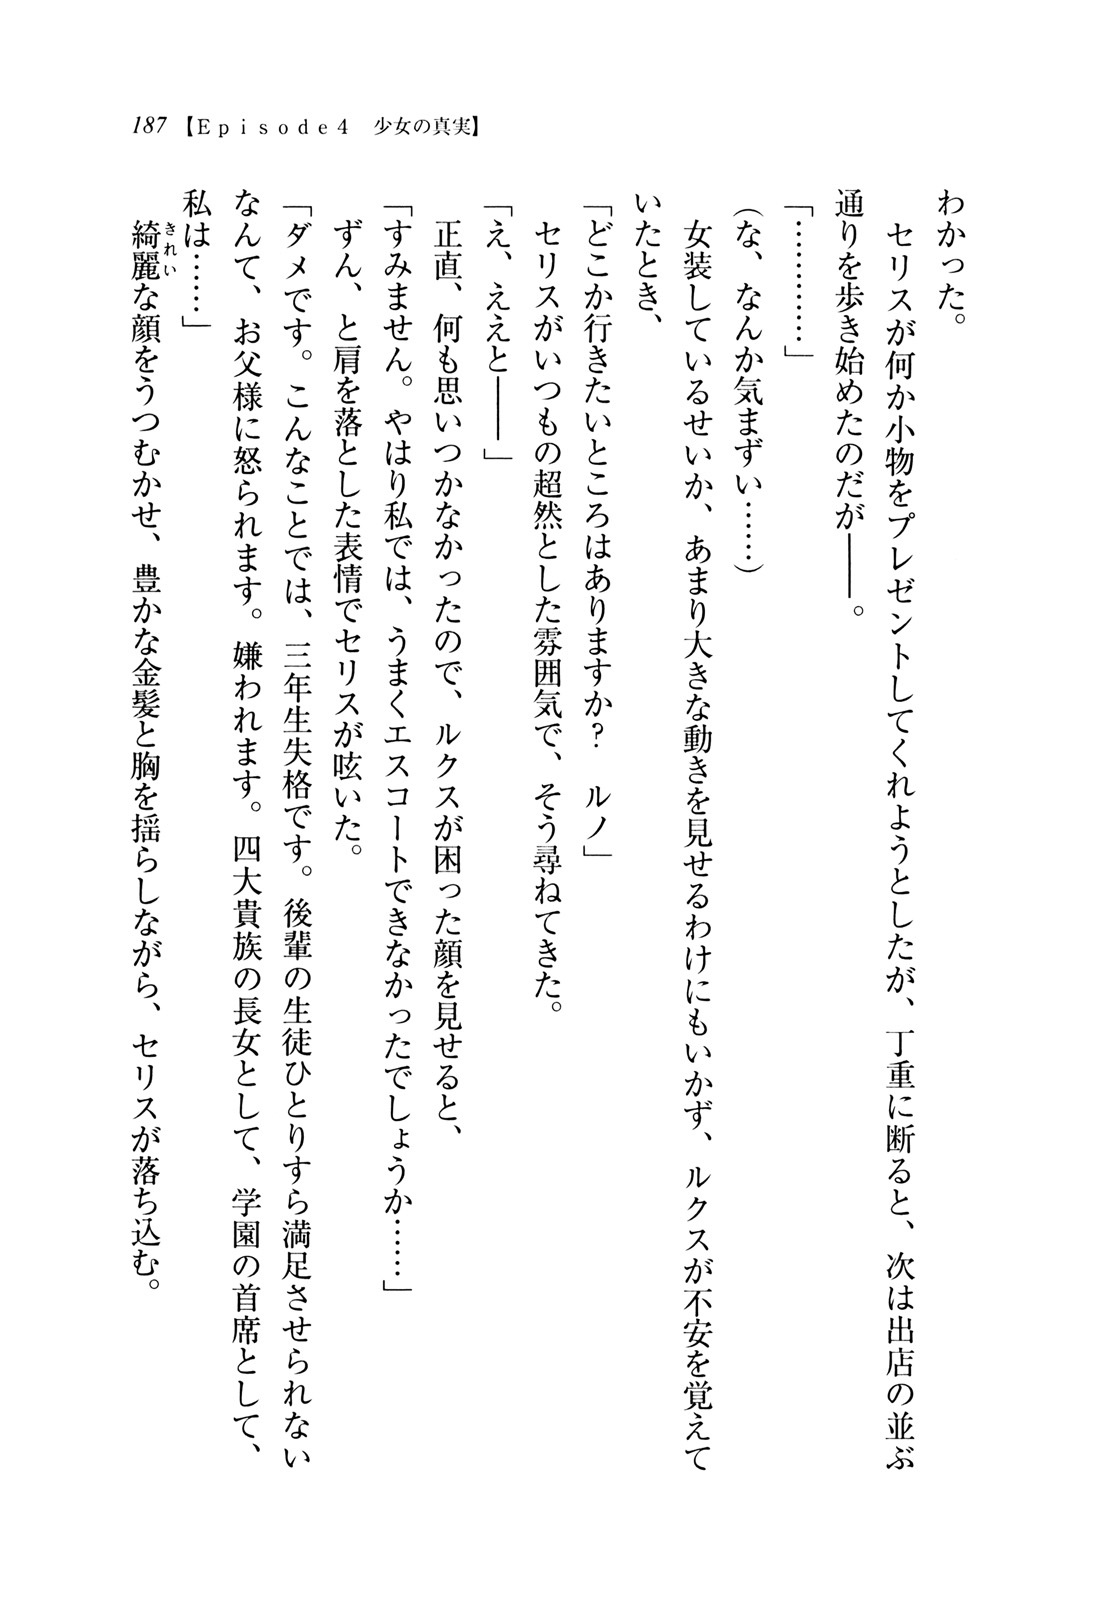 187【Ｅｐｉｓｏｄｅ４　少女の真実】
わかった。
　セリスが何か小物をプレゼントしてくれようとしたが、丁重に断ると、次は出店の並ぶ
通りを歩き始めたのだが――。
「…………」
（な、なんか気まずい……）
　女装しているせいか、あまり大きな動きを見せるわけにもいかず、ルクスが不安を覚えて
いたとき、
「どこか行きたいところはありますか？　ルノ」
　セリスがいつもの超然とした雰囲気で、そう尋ねてきた。
「え、ええと――」
　正直、何も思いつかなかったので、ルクスが困った顔を見せると、
「すみません。やはり私では、うまくエスコートできなかったでしょうか……」
　ずん、と肩を落とした表情でセリスが呟いた。
「ダメです。こんなことでは、三年生失格です。後輩の生徒ひとりすら満足させられない
なんて、お父様に怒られます。嫌われます。四大貴族の長女として、学園の首席として、
私は……」
　綺麗な顔をうつむかせ、豊かな金髪と胸を揺らしながら、セリスが落ち込む。
きれい